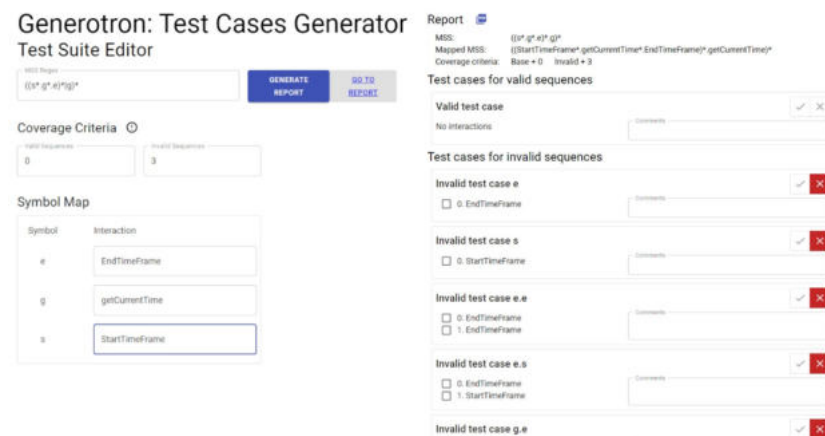 Generotron: Test Cases Generator
Test Suite Editor
MSS Regex
((s*.g*.e)*)g)*
GENERATE
REPORT
GO TO
REPORT
Coverage Criteria
Valid Sequences
0
Invalid Sequences
3
Symbol Map
Symbol
Interaction
e
EndTimeFrame
g
getCurrentTime
s
StartTimeFrame
Report
MSS:
((s*.g*.e)*.g)*
Mapped MSS:
((StartTimeFrame*.getCurrentTime*.EndTimeFrame)*.getCurrentTime)*
Coverage criteria:
Base + 0
Invalid + 3
Test cases for valid sequences
Valid test case
No interactions
Comments
Test cases for invalid sequences
Invalid test case e
0. EndTimeFrame
Comments
Invalid test case s
0. StartTimeFrame
Comments
Invalid test case e.e
0. EndTimeFrame
1. EndTimeFrame
Comments
Invalid test case e.s
0. EndTimeFrame
1. StartTimeFrame
Comments
Invalid test case g.e